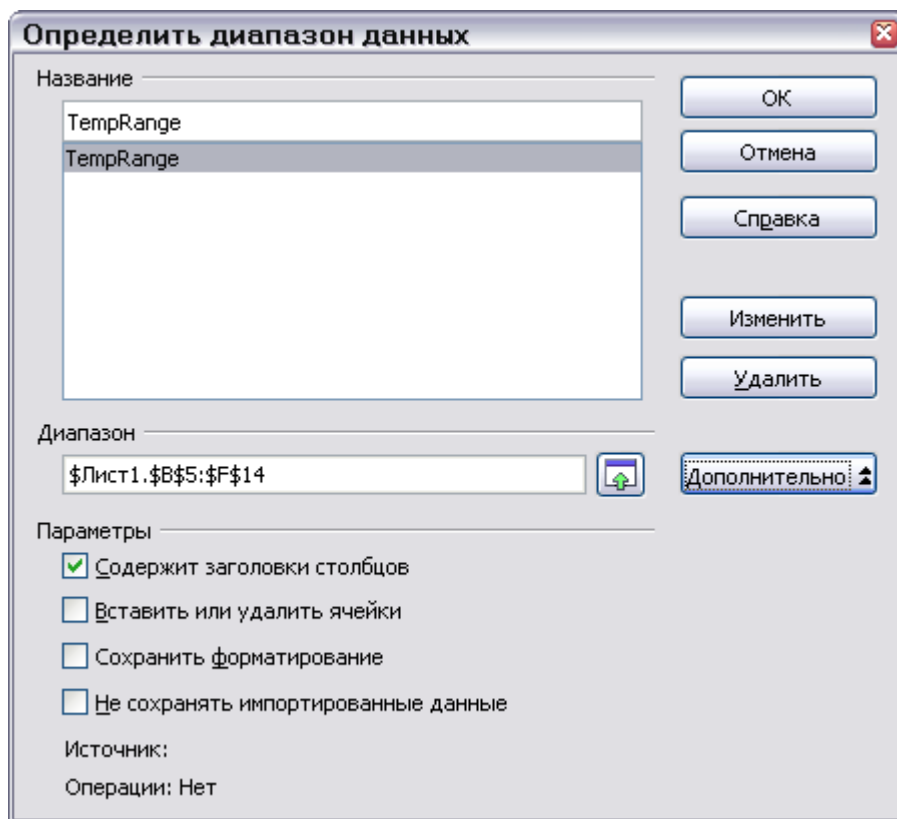 Определить диапазон данных
Название
TempRange
TempRange
OK
Отмена
Справка
Изменить
Удалить
Диапазон
$Лист1.$B$5:$F$14
Дополнительно
Параметры
Содержит заголовки столбцов
Вставить или удалить ячейки
Сохранить форматирование
Не сохранять импортированные данные
Источник:
Операции: Нет